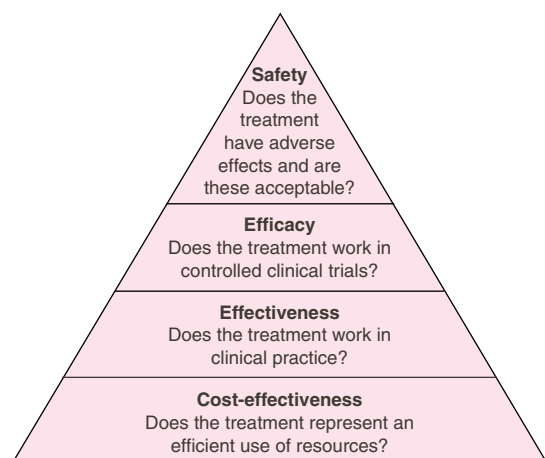 Safety
Does the
treatment
have adverse
effects and are
these acceptable?
Efficacy
Does the treatment work in
controlled clinical trials?
Effectiveness
Does the treatment work in
clinical practice?
Cost-effectiveness
Does the treatment represent an
efficient use of resources?